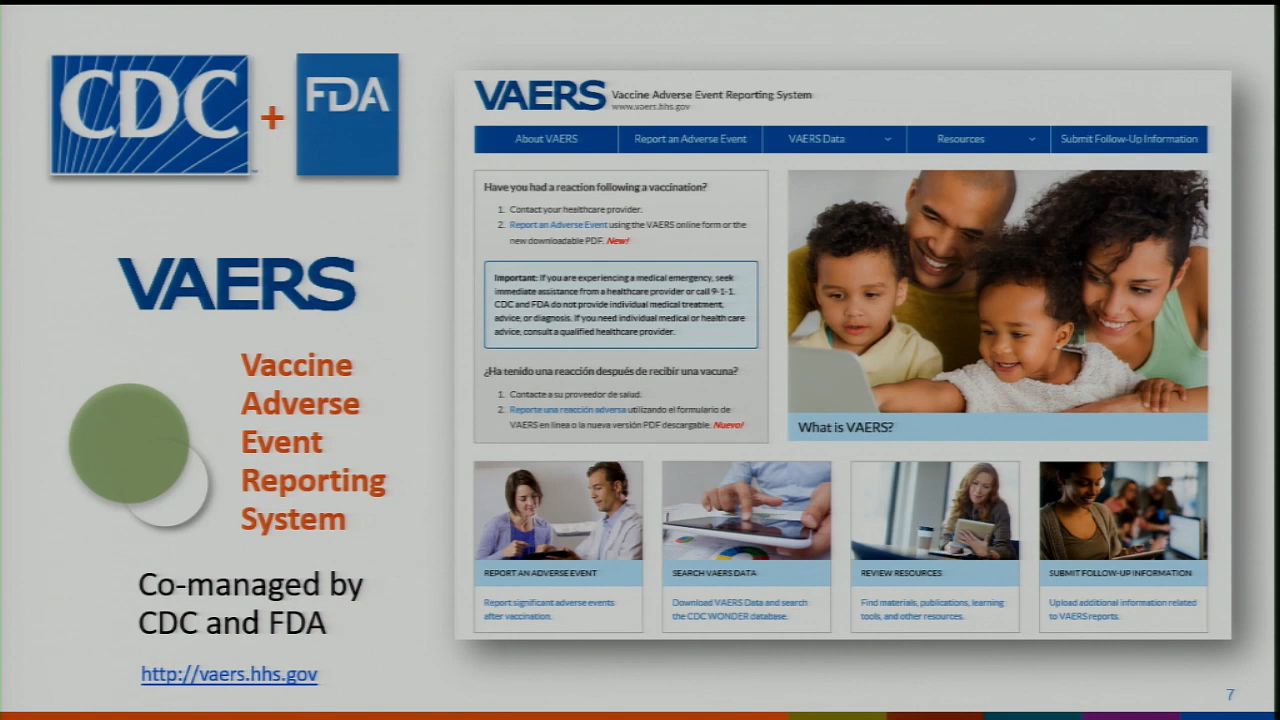 CDC + FDA
VAERS
Vaccine
Adverse
Event
Reporting
System
Co-managed by
CDC and FDA
http://vaers.hhs.gov
VAERS Vaccine Adverse Event Reporting System
www.vaers.hhs.gov
About VAERS Report an Adverse Event VAERS Data Resources Submit Follow-Up Information
Have you had a reaction following a vaccination?
1. Contact your healthcare provider.
2. Report an Adverse Event using the VAERS online form or the
new downloadable PDF. New!
Important: If you are experiencing a medical emergency, seek
immediate assistance from a healthcare provider or call 9-1-1.
CDC and FDA do not provide individual medical treatment,
advice, or diagnosis. If you need individual medical or health care
advice, consult a qualified healthcare provider.
¿Ha tenido una reacción después de recibir una vacuna?
1. Contacte a su proveedor de salud.
2. Reporte una reacción adversa utilizando el formulario de
VAERS en línea o la nueva versión PDF descargable. Nuevo!
What is VAERS?
REPORT AN ADVERSE EVENT
Report significant adverse events
after vaccination.
SEARCH VAERS DATA
Download VAERS Data and search
the CDC WONDER database.
REVIEW RESOURCES
Find materials, publications, learning
tools, and other resources.
SUBMIT FOLLOW-UP INFORMATION
Upload additional information related
to VAERS reports.
7